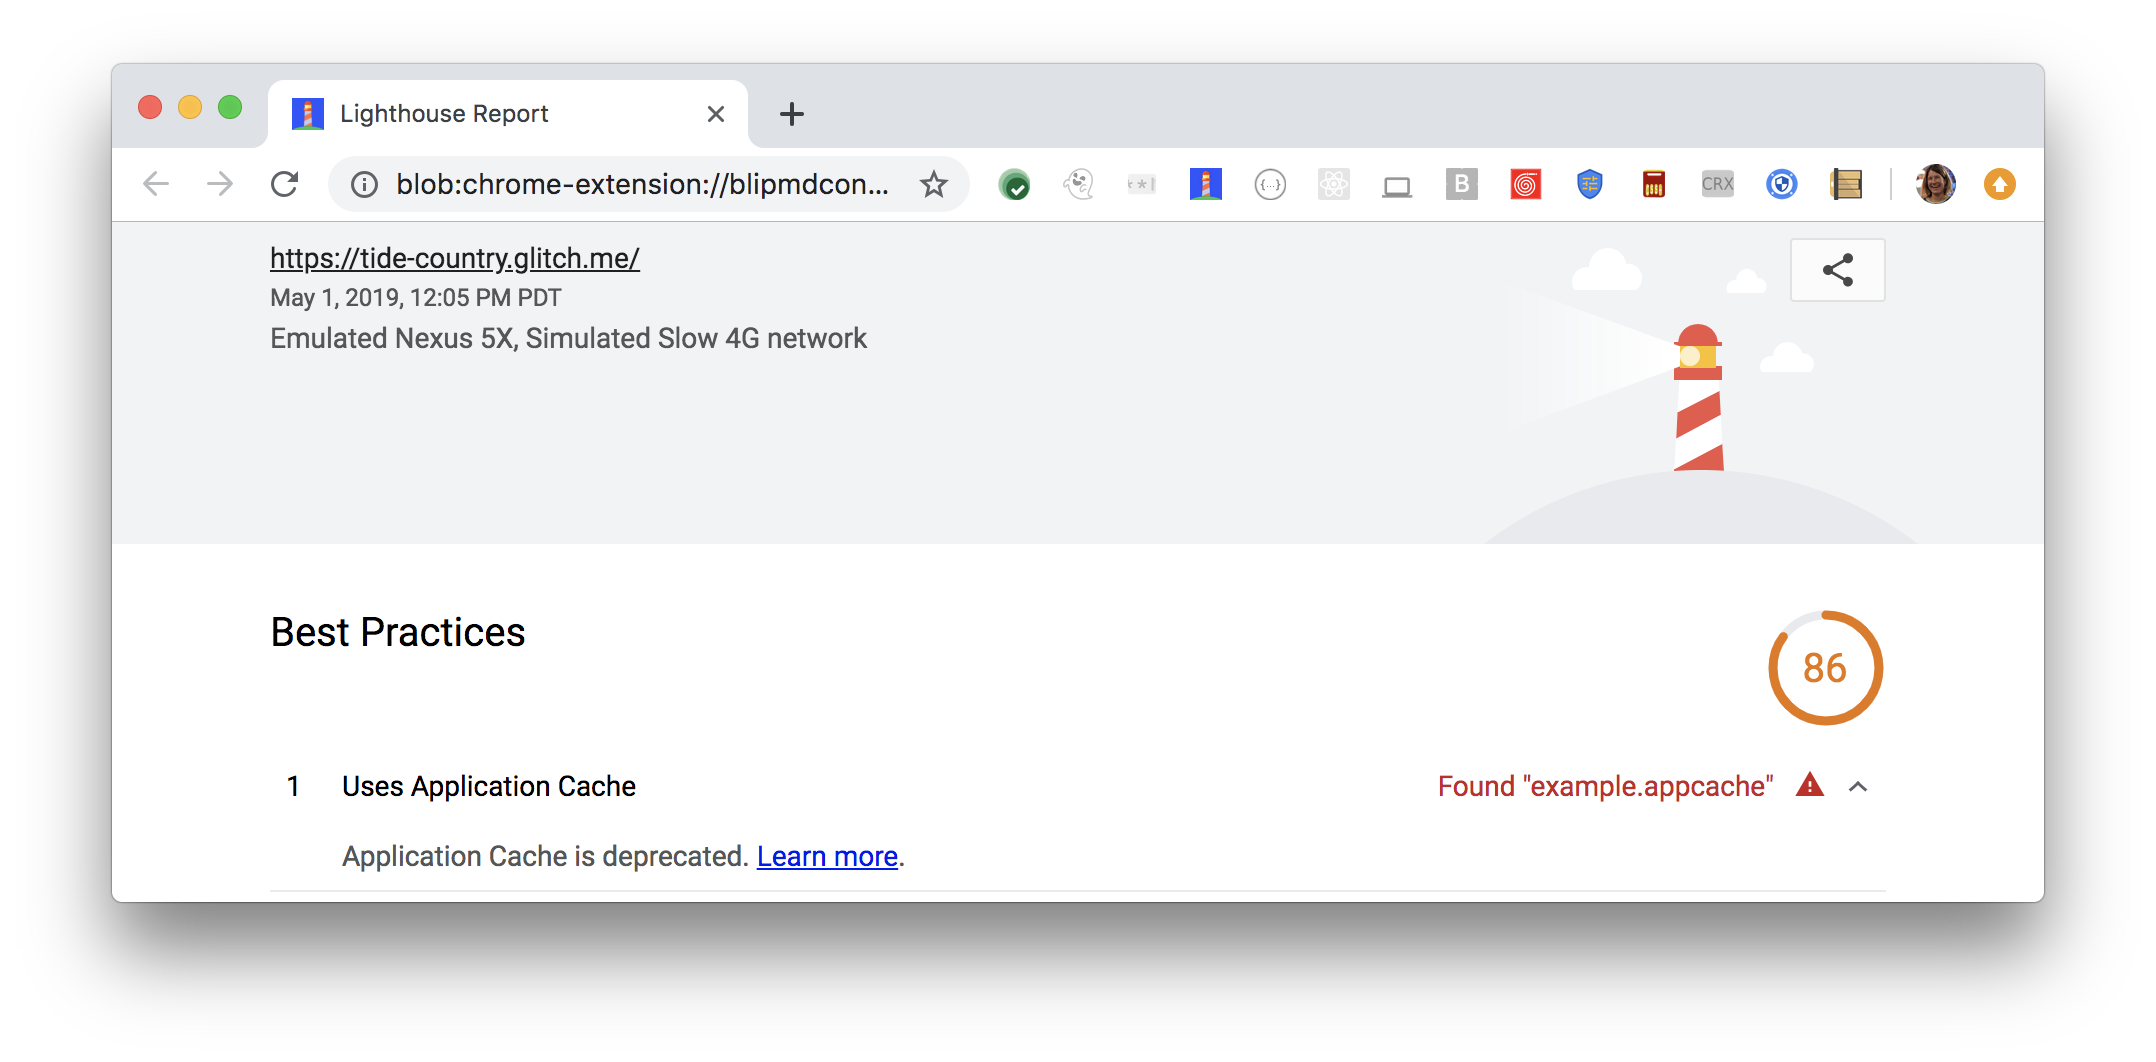 Lighthouse Report
blob:chrome-extension://blipmdcon...
B
CRX
https://tide-country.glitch.me/
May 1, 2019, 12:05 PM PDT
Emulated Nexus 5X, Simulated Slow 4G network
Best Practices
86
1 Uses Application Cache Found "example.appcache"
Application Cache is deprecated. Learn more.